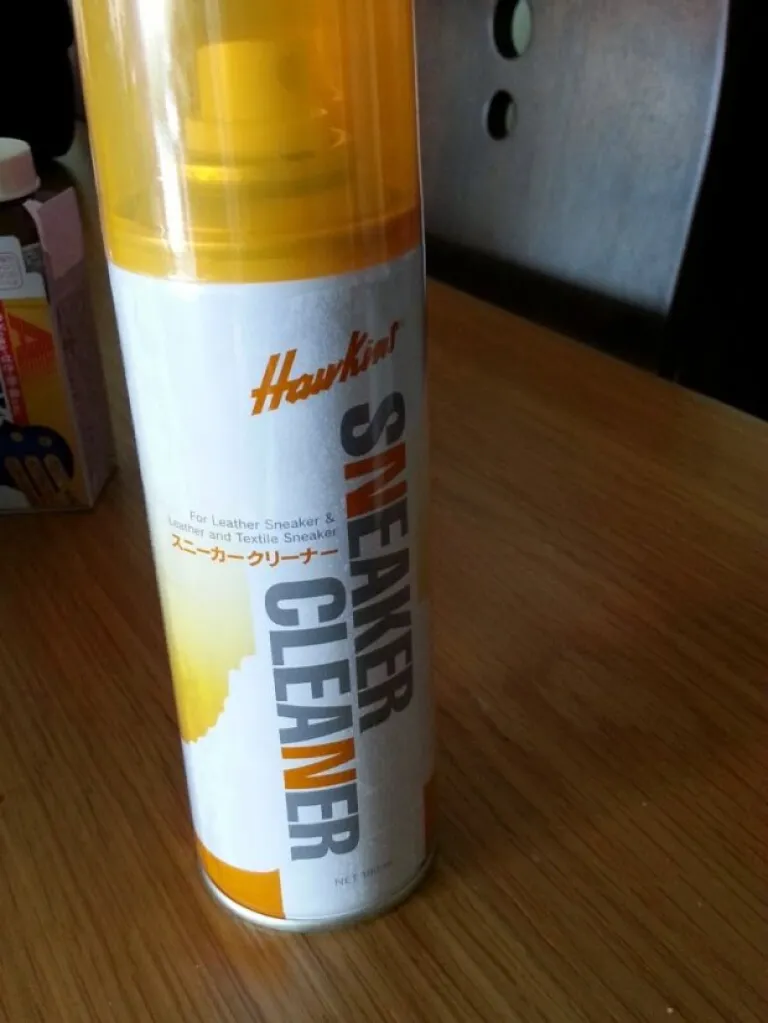 Hawkins
SNEAKER
CLEANER
For Leather Sneaker &
Leather and Textile Sneaker
スニーカークリーナー
NET